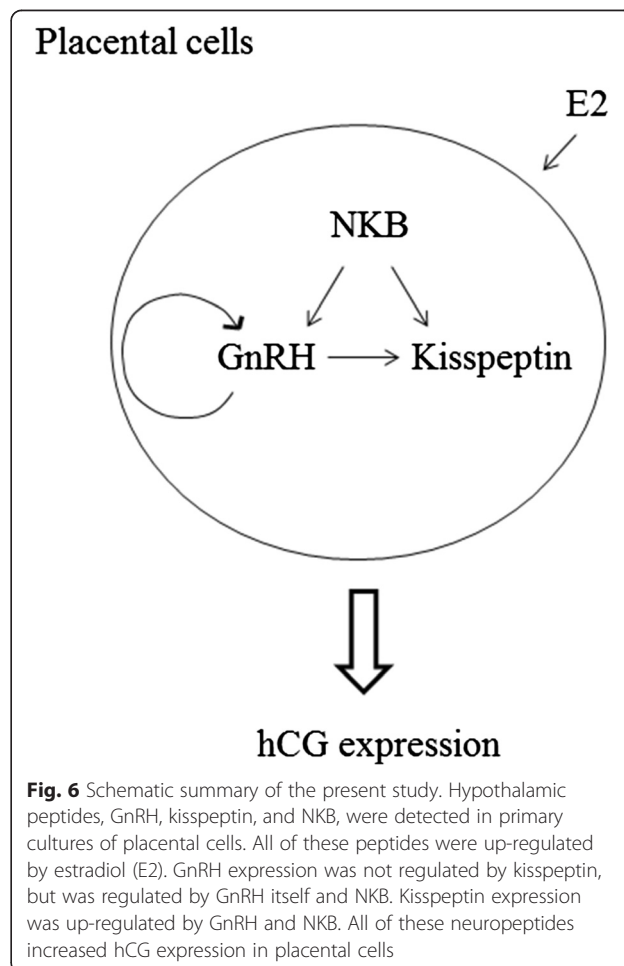 Placental cells
E2
NKB
GnRH Kisspeptin
hCG expression
Fig. 6 Schematic summary of the present study. Hypothalamic
peptides, GnRH, kisspeptin, and NKB, were detected in primary
cultures of placental cells. All of these peptides were up-regulated
by estradiol (E2). GnRH expression was not regulated by kisspeptin,
but was regulated by GnRH itself and NKB. Kisspeptin expression
was up-regulated by GnRH and NKB. All of these neuropeptides
increased hCG expression in placental cells